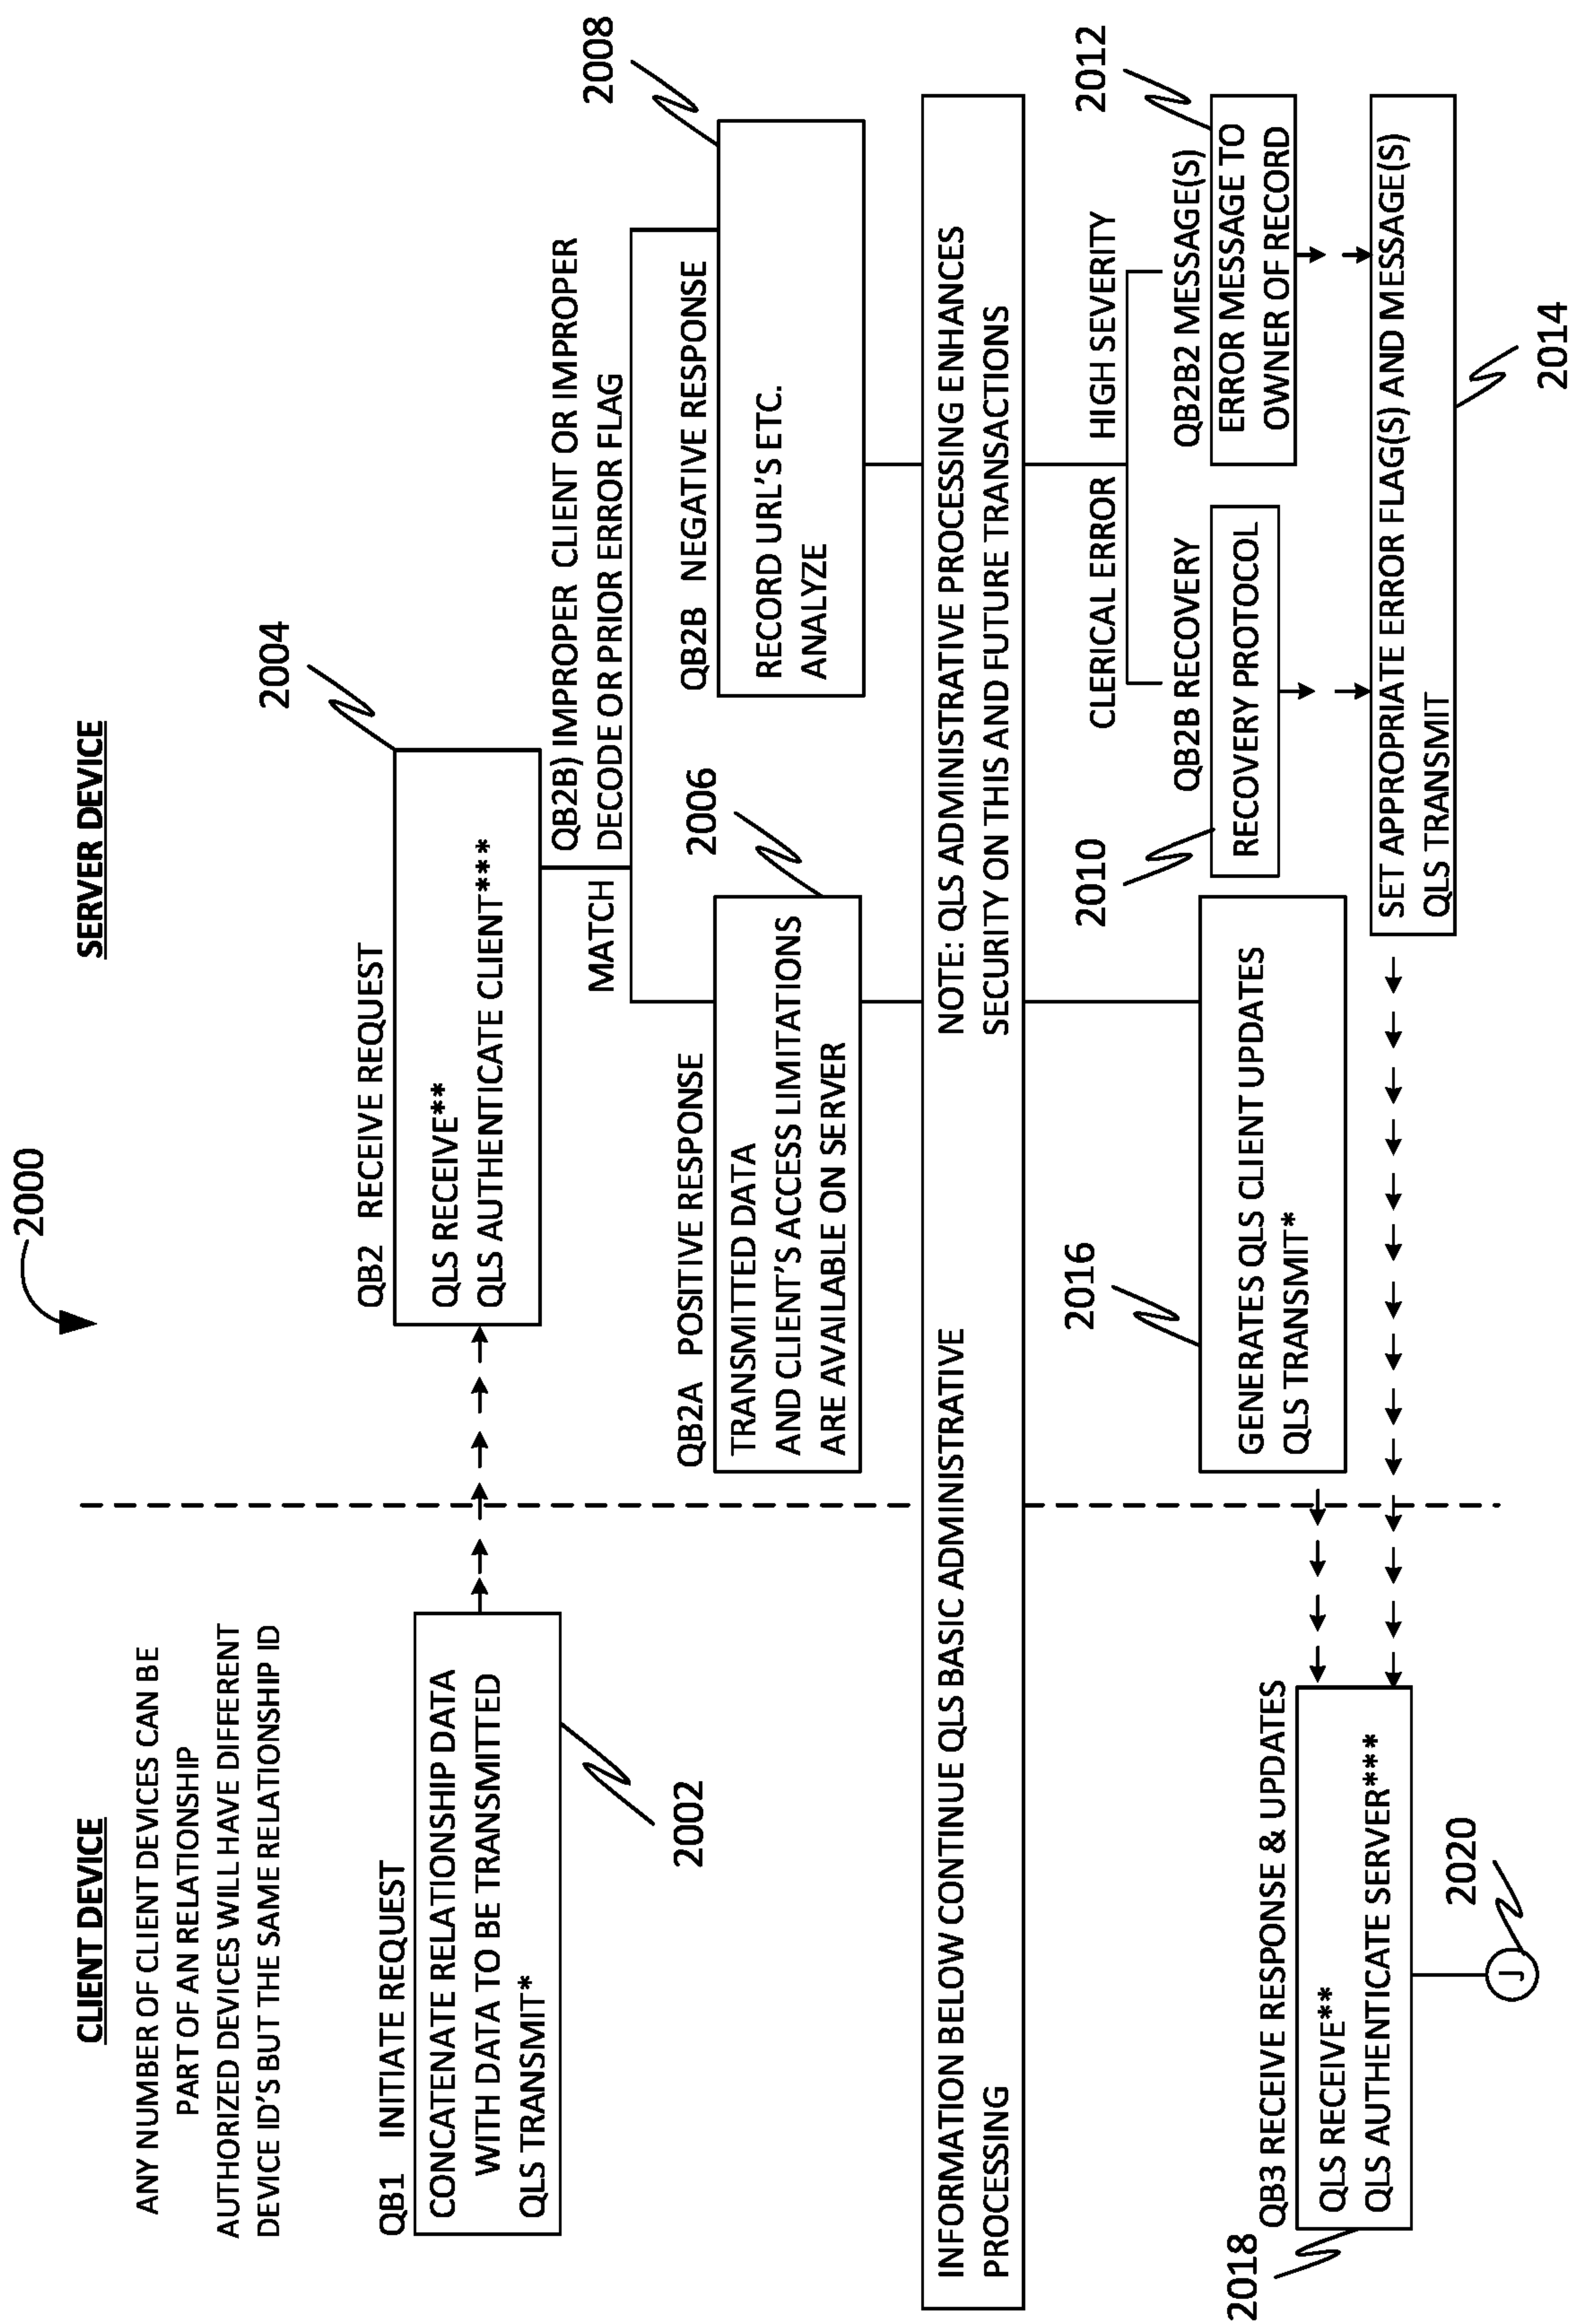 2000
CLIENT DEVICE
SERVER DEVICE
ANY NUMBER OF CLIENT DEVICES CAN BE
PART OF AN RELATIONSHIP
AUTHORIZED DEVICES WILL HAVE DIFFERENT
DEVICE ID'S BUT THE SAME RELATIONSHIP ID
QB1 INITIATE REQUEST
CONCATENATE RELATIONSHIP DATA
WITH DATA TO BE TRANSMITTED
QLS TRANSMIT*
2002
QB2 RECEIVE REQUEST
QLS RECEIVE**
QLS AUTHENTICATE CLIENT***
2004
MATCH
QB2B) IMPROPER CLIENT OR IMPROPER
DECODE OR PRIOR ERROR FLAG
QB2A POSITIVE RESPONSE
TRANSMITTED DATA
AND CLIENT'S ACCESS LIMITATIONS
ARE AVAILABLE ON SERVER
2006
QB2B NEGATIVE RESPONSE
RECORD URL'S ETC.
ANALYZE
2008
INFORMATION BELOW CONTINUE QLS BASIC ADMINISTRATIVE
PROCESSING
NOTE: QLS ADMINISTRATIVE PROCESSING ENHANCES
SECURITY ON THIS AND FUTURE TRANSACTIONS
CLERICAL ERROR
HIGH SEVERITY
QB2B RECOVERY
RECOVERY PROTOCOL
2010
QB2B2 MESSAGE(S)
ERROR MESSAGE TO
OWNER OF RECORD
2012
2016
GENERATES QLS CLIENT UPDATES
QLS TRANSMIT*
SET APPROPRIATE ERROR FLAG(S) AND MESSAGE(S)
QLS TRANSMIT
2014
QB3 RECEIVE RESPONSE & UPDATES
QLS RECEIVE**
QLS AUTHENTICATE SERVER***
2018
J
2020